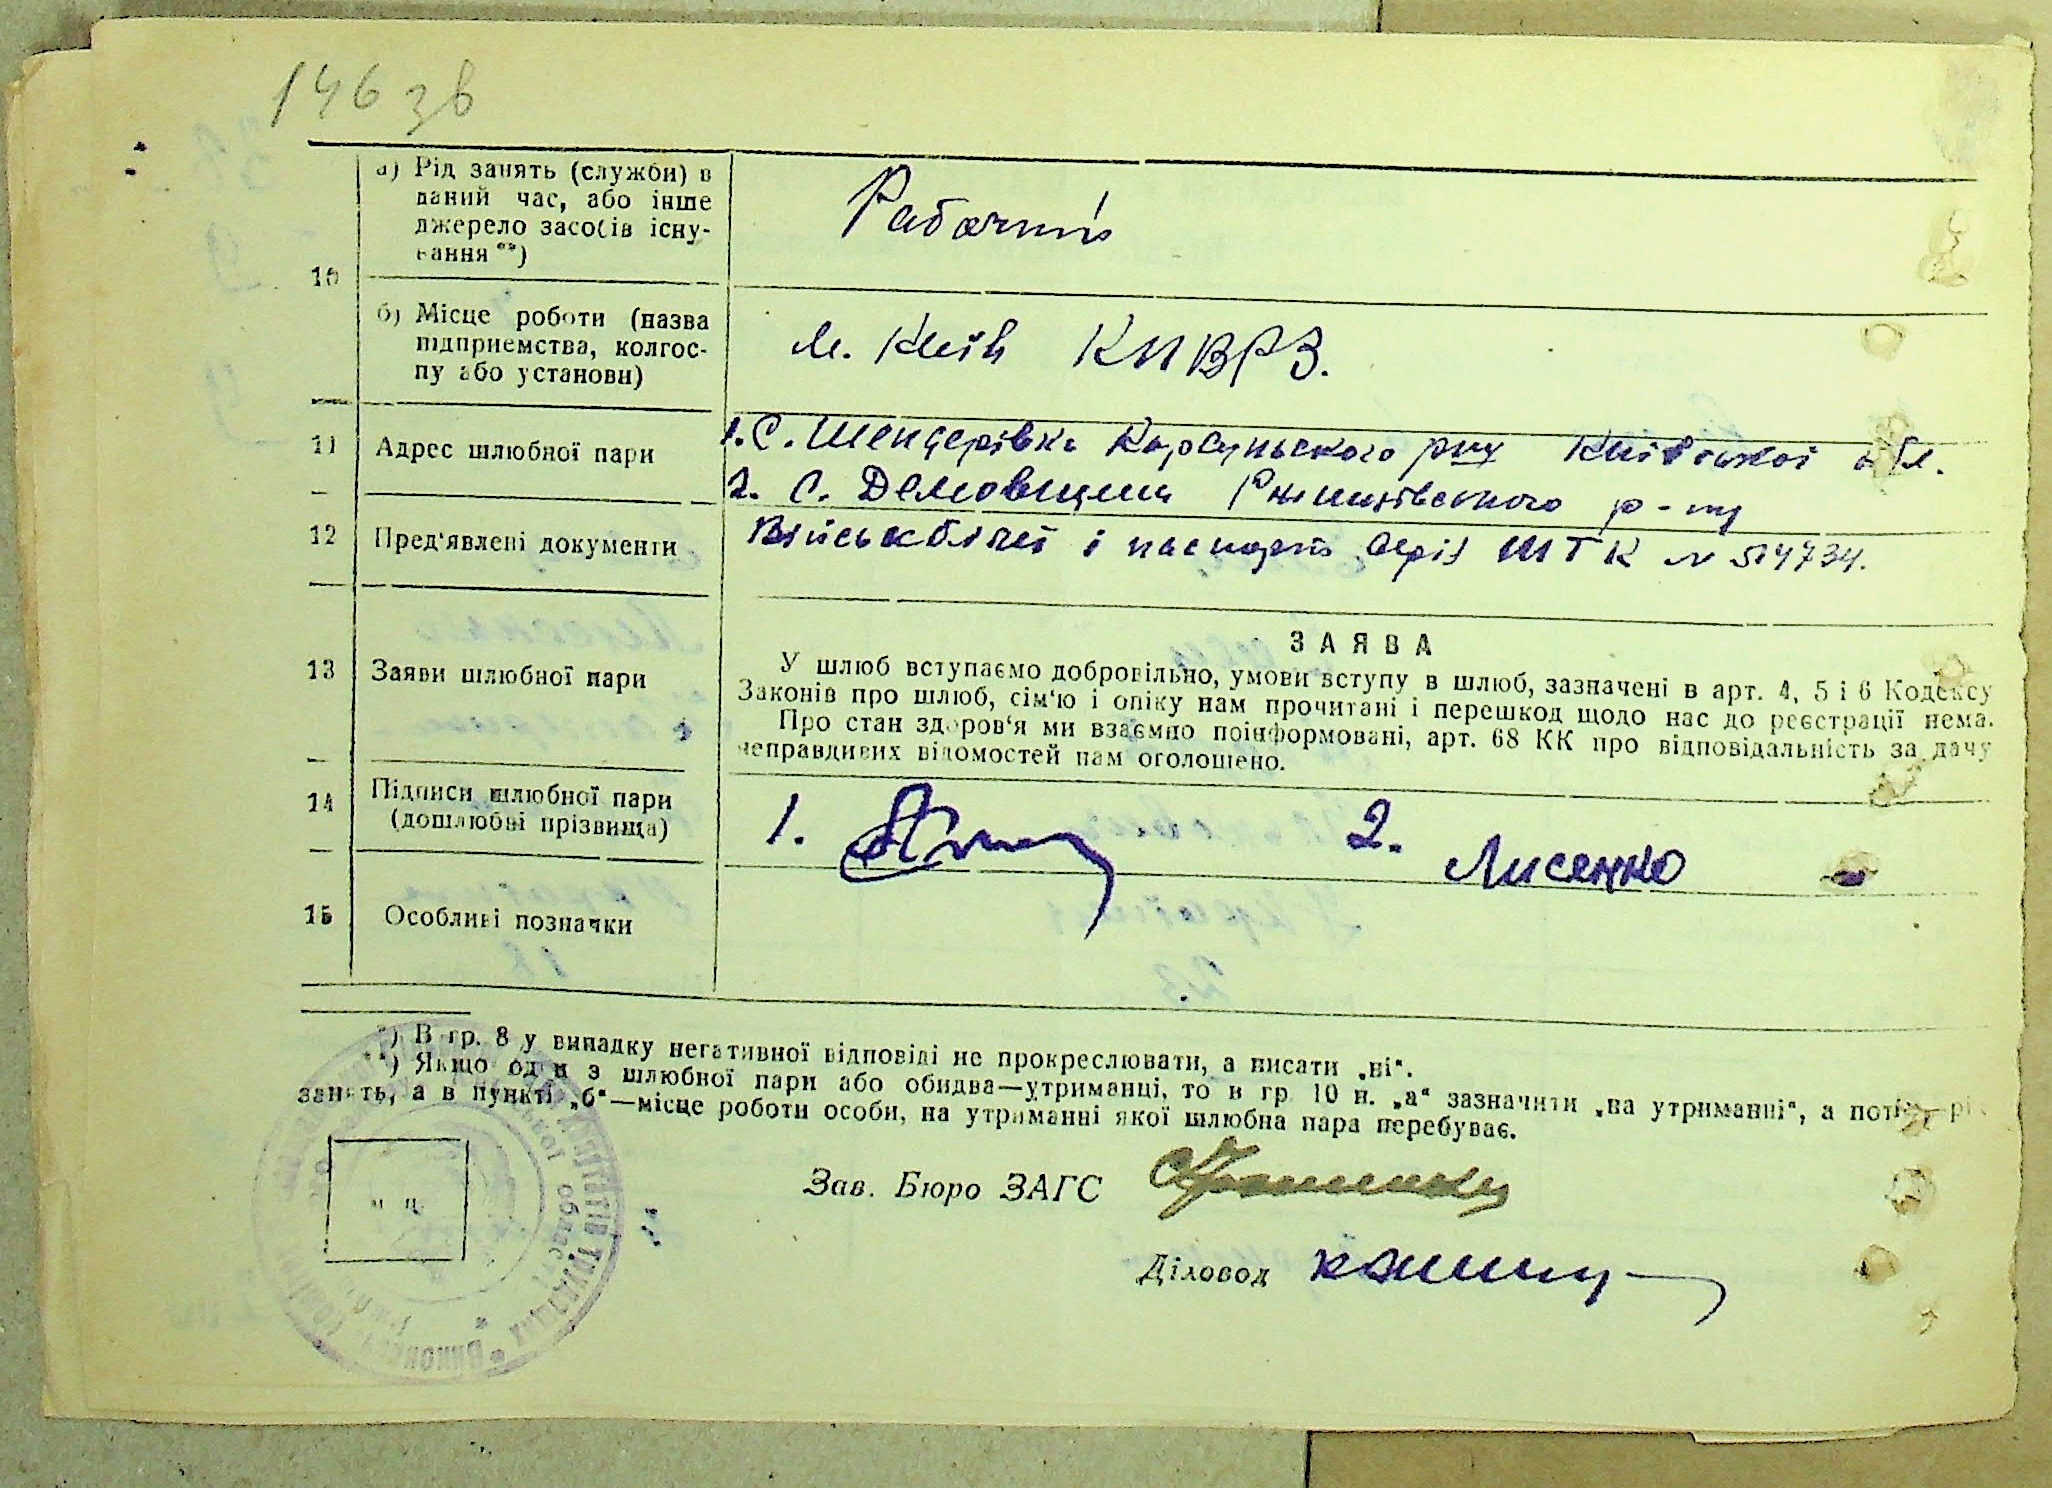 146 зв
10
а) Рід занять (служби) в
даний час, або інше
джерело засобів існу-
вання **)
Рабочий
б) Місце роботи (назва
підприємства, колгос-
пу або установи)
м. Київ КПВРЗ.
11
Адрес шлюбної пари
1. С. Шендерівка Корсунського р-ну Київської обл.
2. С. Демовщина р-ну
12
Пред'явлені документи
Військбілет і паспорт серія ШТК № 514734.
13
Заяви шлюбної пари
ЗАЯВА
У шлюб вступаємо добровільно, умови вступу в шлюб, зазначені в арт. 4, 5 і 6 Кодексу
Законів про шлюб, сім'ю і опіку нам прочитані і перешкод щодо нас до реєстрації нема.
Про стан здоров'я ми взаємно поінформовані, арт. 68 КК про відповідальність за дачу
неправдивих відомостей нам оголошено.
14
Підписи шлюбної пари
(дошлюбні прізвища)
1.
2. Лисенко
15
Особливі позначки
*) В гр. 8 у випадку негативної відповіді не прокреслювати, а писати „ні".
**) Якщо один з шлюбної пари або обидва—утриманці, то в гр. 10 п. „а" зазначити „на утриманні", а потім рід
занять, а в пункті „б"—місце роботи особи, на утриманні якої шлюбна пара перебуває.
М. П.
Зав. Бюро ЗАГС
Діловод